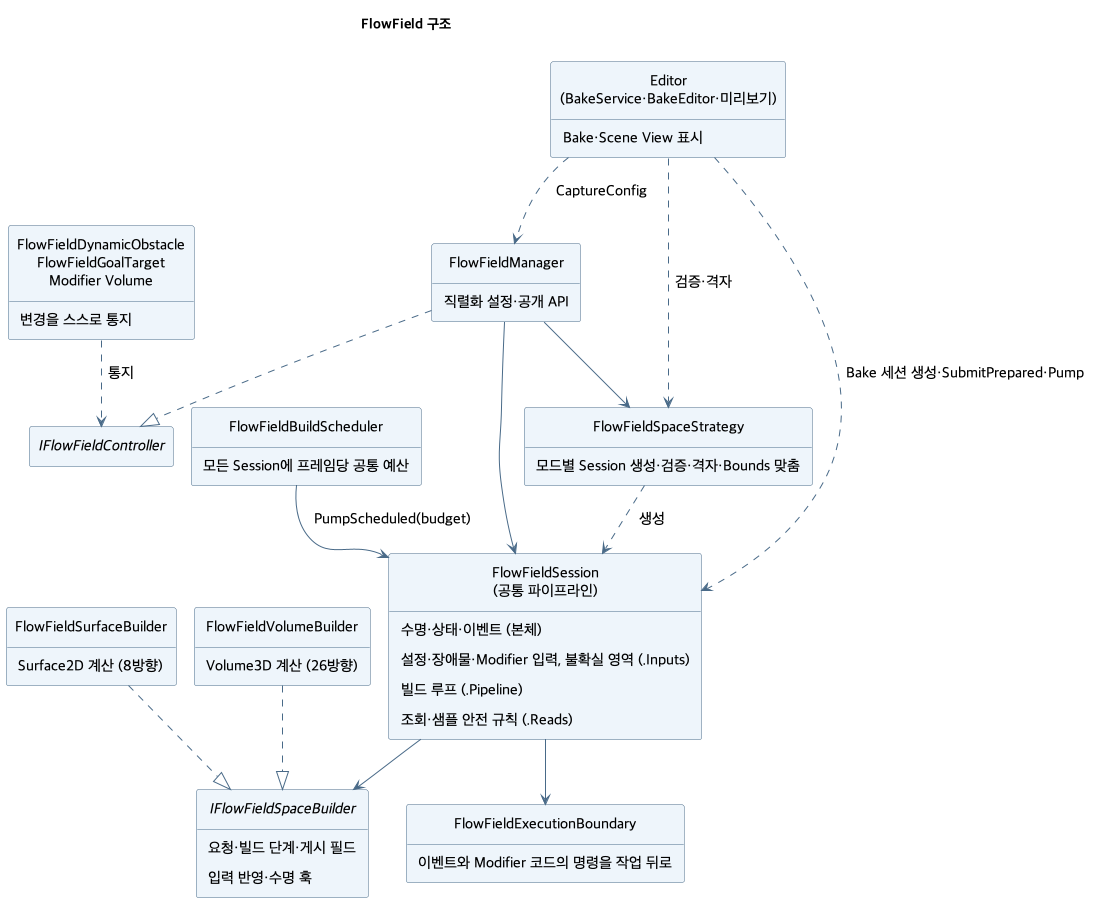 FlowField 구조
Editor
(BakeService·BakeEditor·미리보기)
Bake·Scene View 표시
CaptureConfig
FlowFieldDynamicObstacle
FlowFieldGoalTarget
Modifier Volume
변경을 스스로 통지
FlowFieldManager
직렬화 설정·공개 API
검증·격자
통지
Bake 세션 생성·SubmitPrepared·Pump
IFlowFieldController
FlowFieldBuildScheduler
모든 Session에 프레임당 공통 예산
FlowFieldSpaceStrategy
모드별 Session 생성·검증·격자·Bounds 맞춤
PumpScheduled(budget)
생성
FlowFieldSession
(공통 파이프라인)
수명·상태·이벤트 (본체)
설정·장애물·Modifier 입력, 불확실 영역 (.Inputs)
빌드 루프 (.Pipeline)
조회·샘플 안전 규칙 (.Reads)
FlowFieldSurfaceBuilder
Surface2D 계산 (8방향)
FlowFieldVolumeBuilder
Volume3D 계산 (26방향)
IFlowFieldSpaceBuilder
요청·빌드 단계·게시 필드
입력 반영·수명 훅
FlowFieldExecutionBoundary
이벤트와 Modifier 코드의 명령을 작업 뒤로